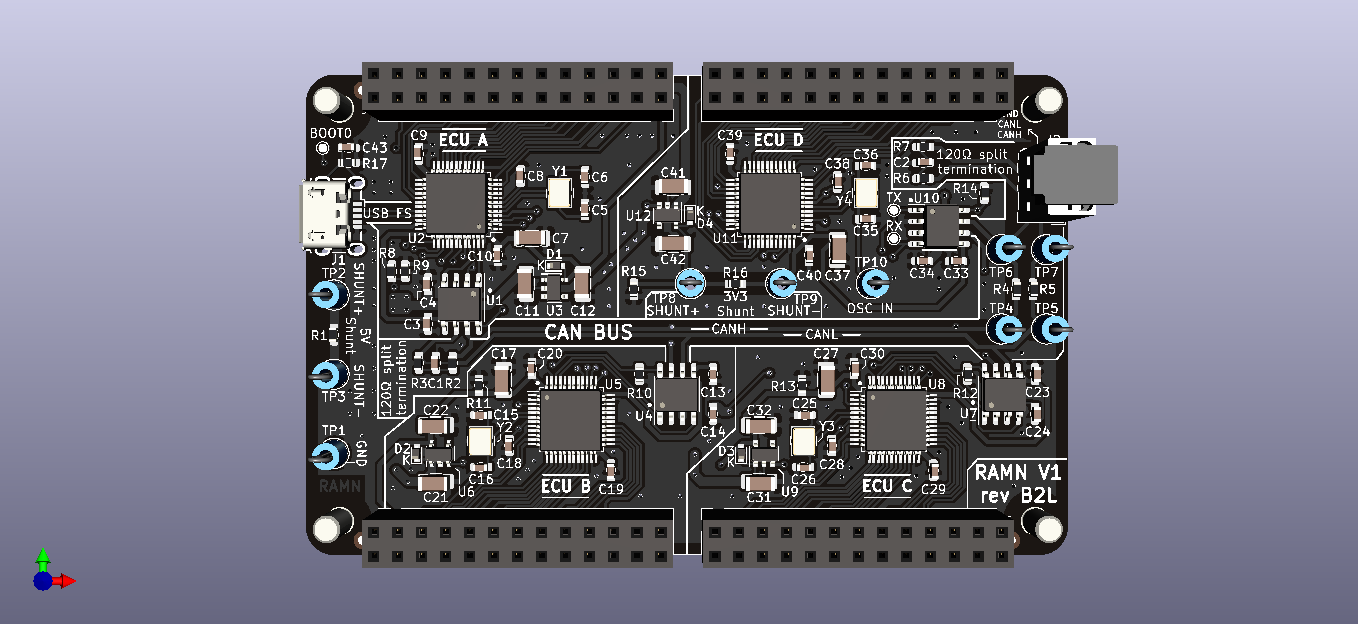 BOOT0
C43
R17
C9
ECU A
C8
Y1
C6
C5
USB FS
U2
C10
C7
J1
TP2
SHUNT+
R8
R9
D1
K
C4
U1
C11
U3
C12
C3
R1
5V
Shunt
SHUNT-
TP3
120Ω split
termination
R3
C1
R2
TP1
GND
RAMN
C39
ECU D
C41
U12
K
D4
C42
U11
C38
C36
Y4
C35
TX
RX
U10
R7
C2
R6
120Ω split
termination
R14
CANL
CANH
C40
C37
TP10
OSC IN
C34
C33
R15
TP8
SHUNT+
R16
3V3
Shunt
TP9
SHUNT-
TP6
TP7
R4
R5
TP4
TP5
CAN BUS
CANH
CANL
C17
C20
U5
R11
C15
Y2
C22
D2
K
C18
C16
C21
U6
ECU B
C19
R10
U4
C13
C14
C27
C30
U8
R13
C25
Y3
C32
D3
K
C28
C26
C31
U9
ECU C
C29
R12
U7
C23
C24
RAMN V1
rev B2L